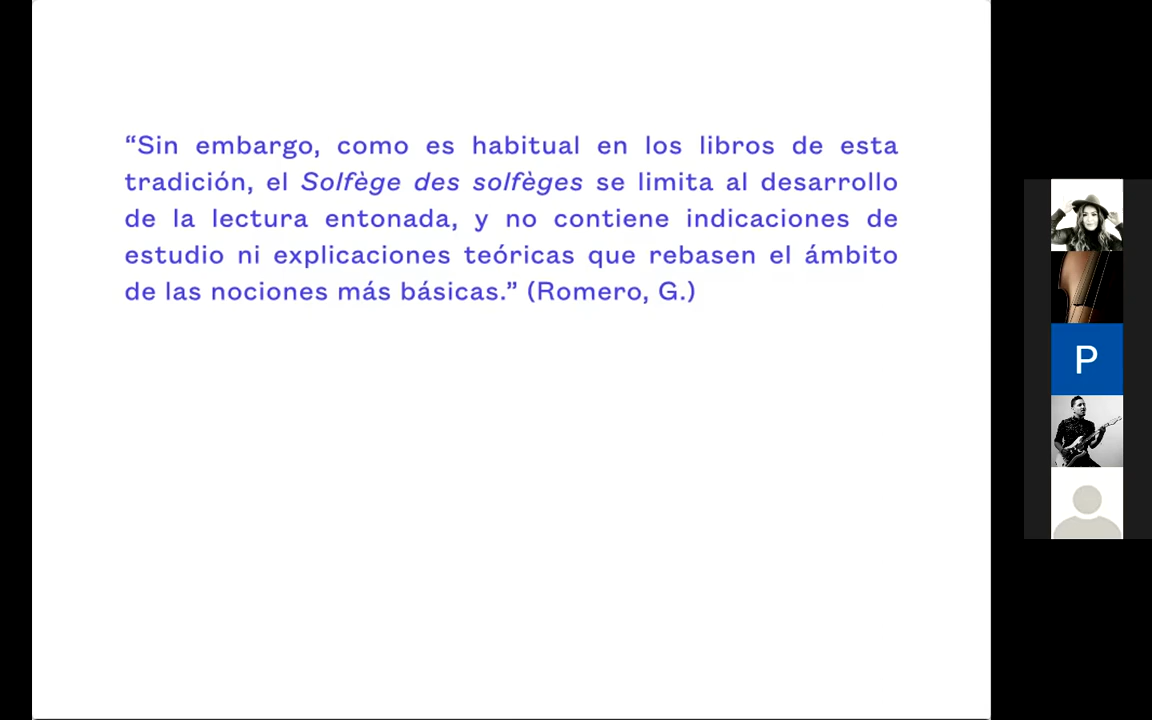 “Sin embargo, como es habitual en los libros de esta
tradición, el Solfège des solfèges se limita al desarrollo
de la lectura entonada, y no contiene indicaciones de
estudio ni explicaciones teóricas que rebasen el ámbito
de las nociones más básicas.” (Romero, G.)
P